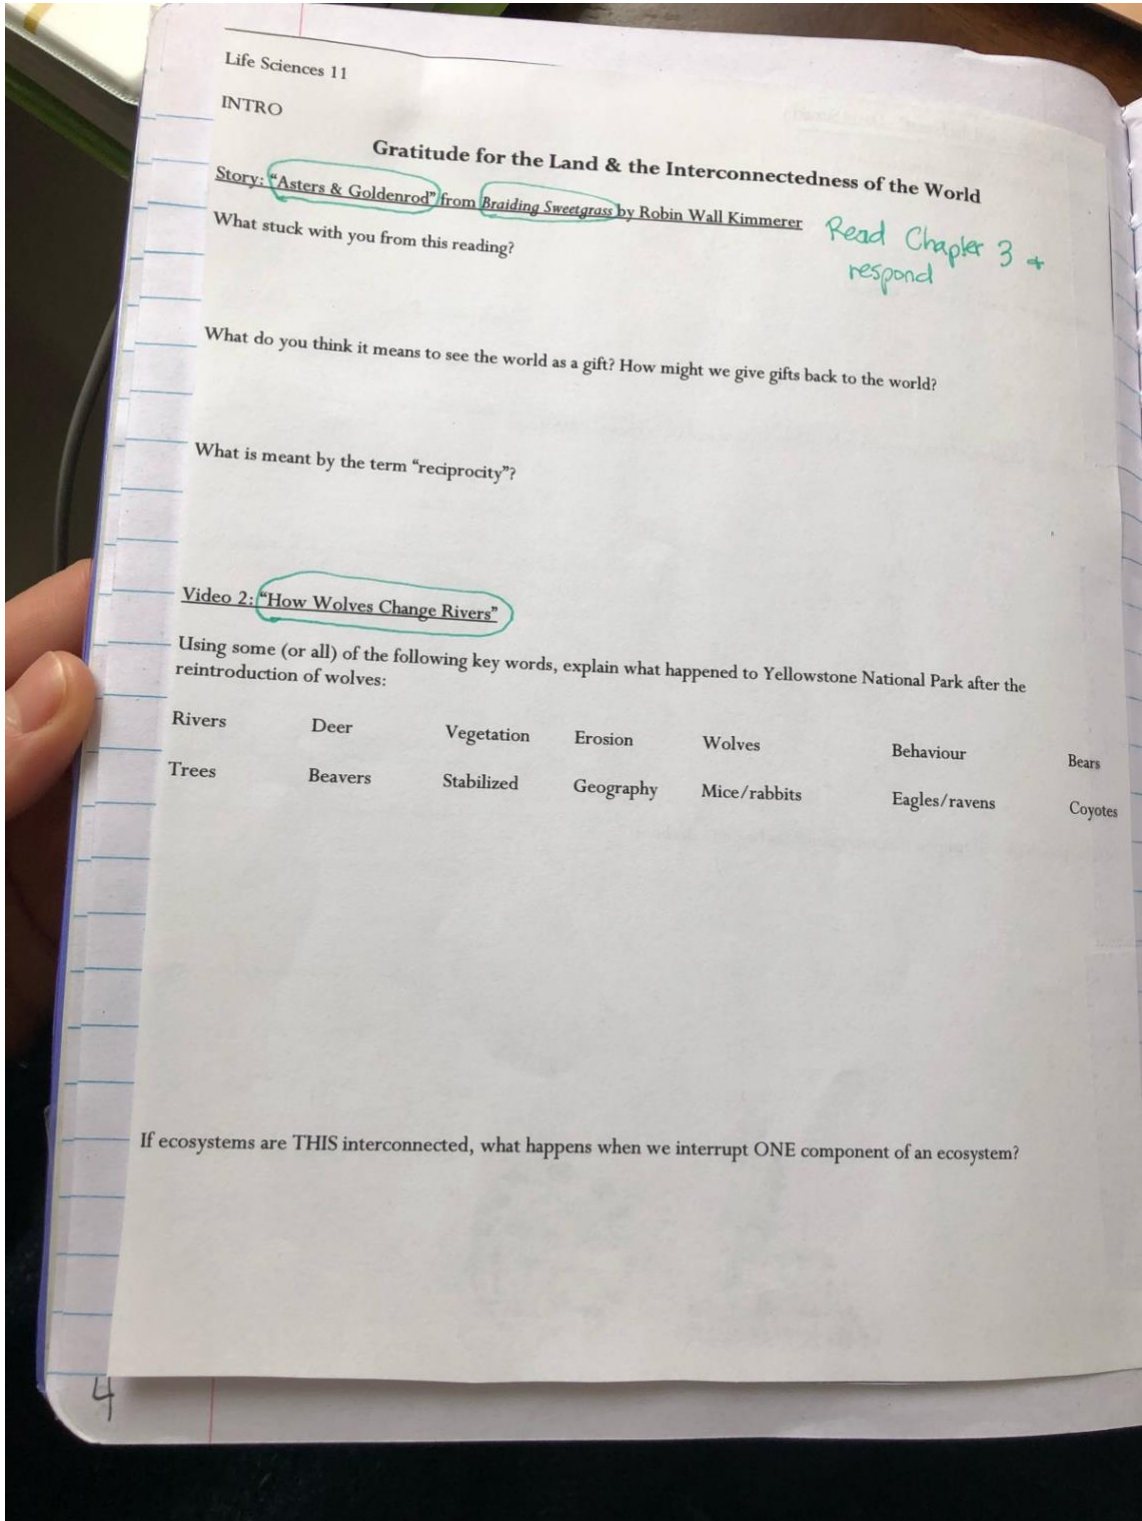 Life Sciences 11
INTRO
Gratitude for the Land & the Interconnectedness of the World
Story: "Asters & Goldenrod" from Braiding Sweetgrass by Robin Wall Kimmerer
Read Chapter 3 +
respond
What stuck with you from this reading?
What do you think it means to see the world as a gift? How might we give gifts back to the world?
What is meant by the term "reciprocity"?
Video 2: "How Wolves Change Rivers"
Using some (or all) of the following key words, explain what happened to Yellowstone National Park after the
reintroduction of wolves:
Rivers Deer Vegetation Erosion Wolves Behaviour Bears
Trees Beavers Stabilized Geography Mice/rabbits Eagles/ravens Coyotes
If ecosystems are THIS interconnected, what happens when we interrupt ONE component of an ecosystem?
4